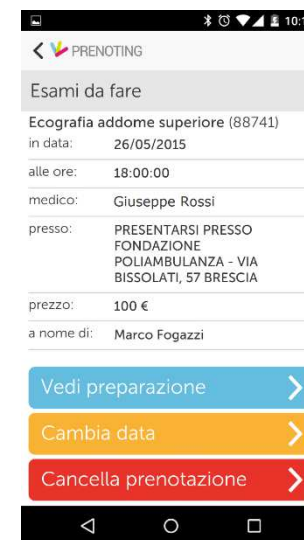 10:
PRENOTING
Esami da fare
Ecografia addome superiore (88741)
in data: 26/05/2015
alle ore: 18:00:00
medico: Giuseppe Rossi
presso: PRESENTARSI PRESSO
FONDAZIONE
POLIAMBULANZA - VIA
BISSOLATI, 57 BRESCIA
prezzo: 100 €
a nome di: Marco Fogazzi
Vedi preparazione
Cambia data
Cancella prenotazione